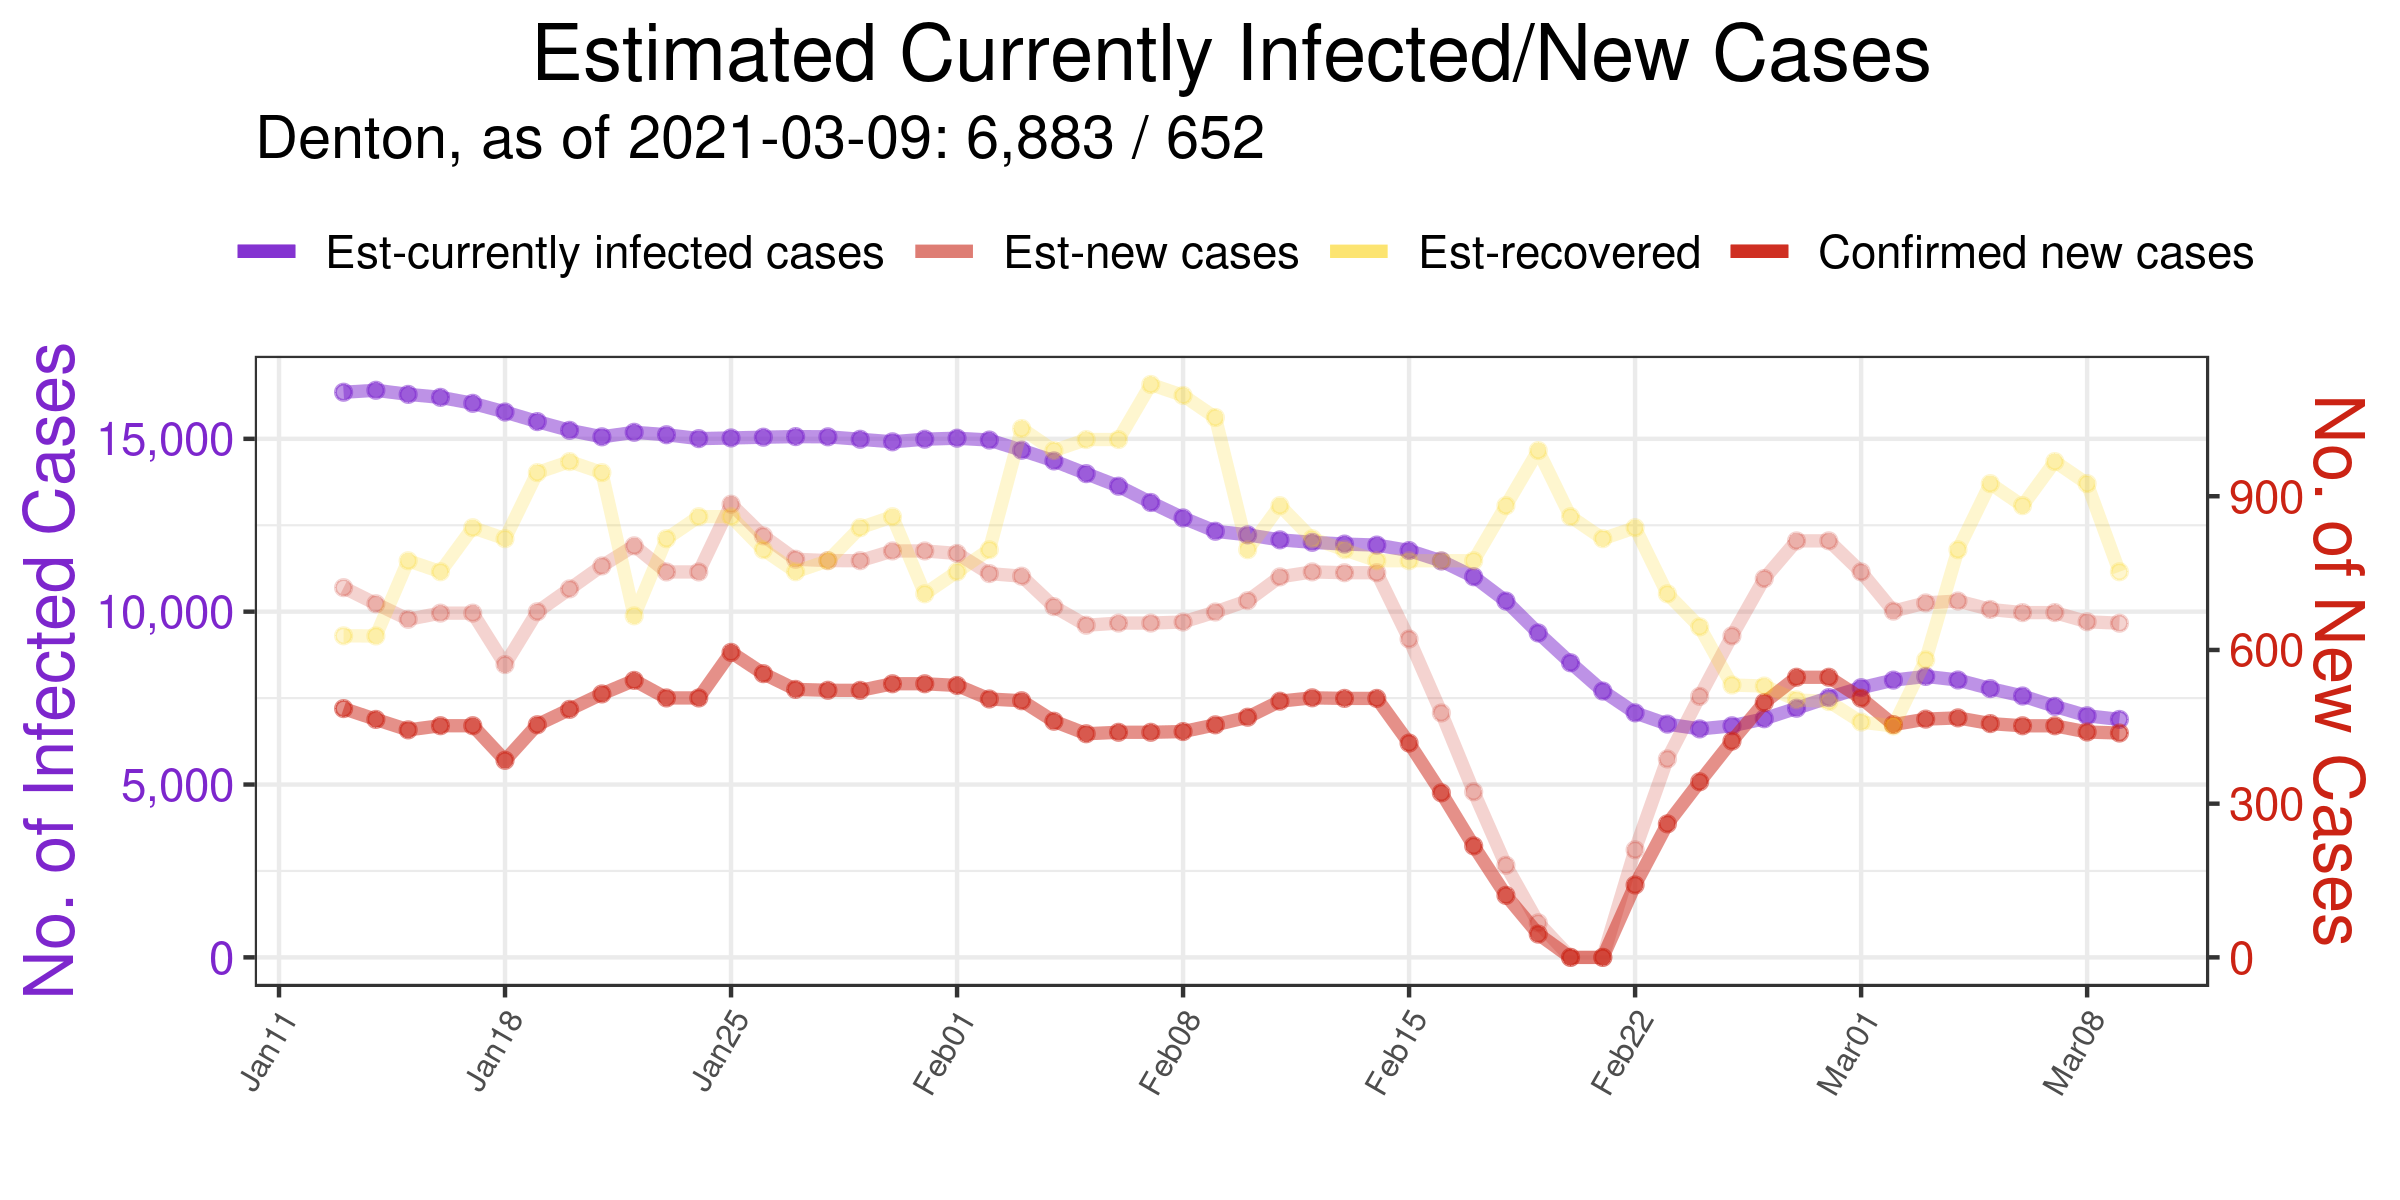 Estimated Currently Infected/New Cases
Denton, as of 2021-03-09: 6,883 / 652
Est-currently infected cases Est-new cases Est-recovered Confirmed new cases
No. of Infected Cases
15,000
10,000
5,000
0
900
600
300
0
No. of New Cases
Jan11 Jan18 Jan25 Feb01 Feb08 Feb15 Feb22 Mar01 Mar08